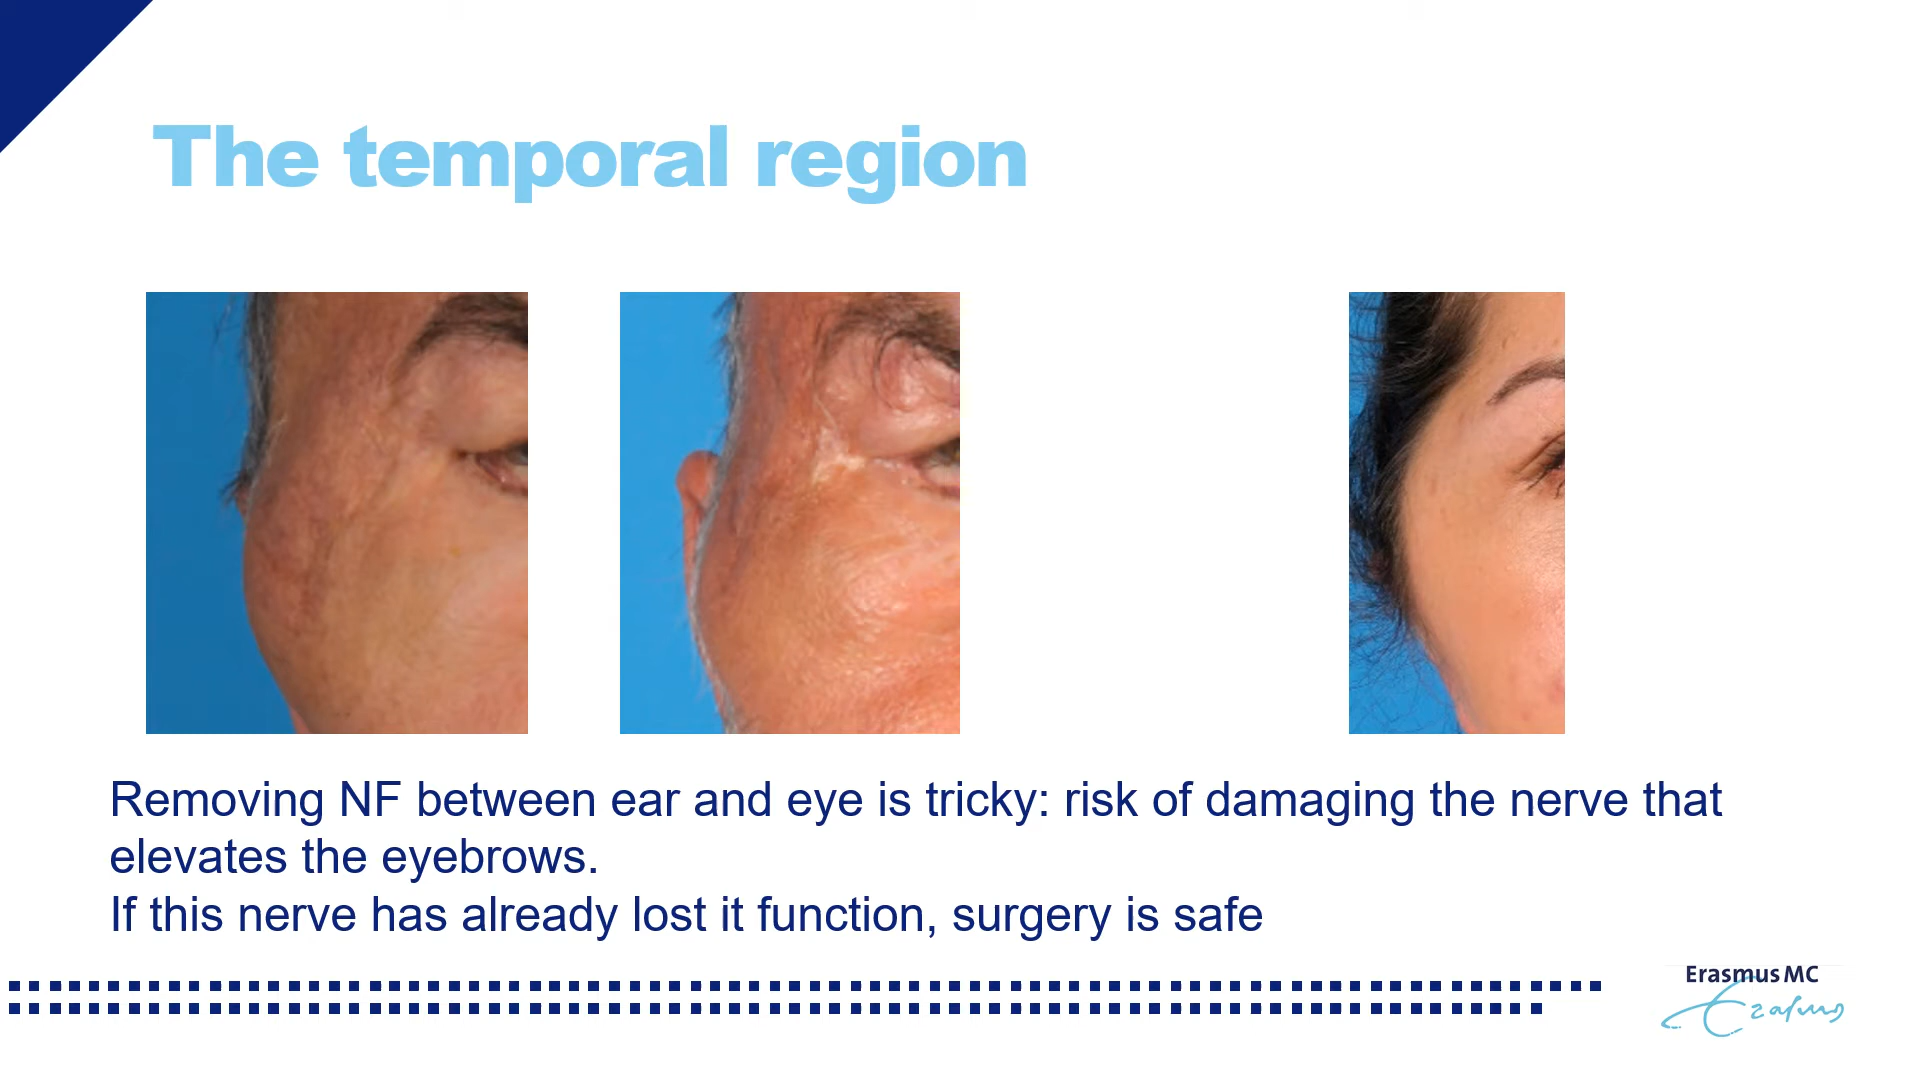 The temporal region
Removing NF between ear and eye is tricky: risk of damaging the nerve that
elevates the eyebrows.
If this nerve has already lost it function, surgery is safe
Erasmus MC
Erasmus